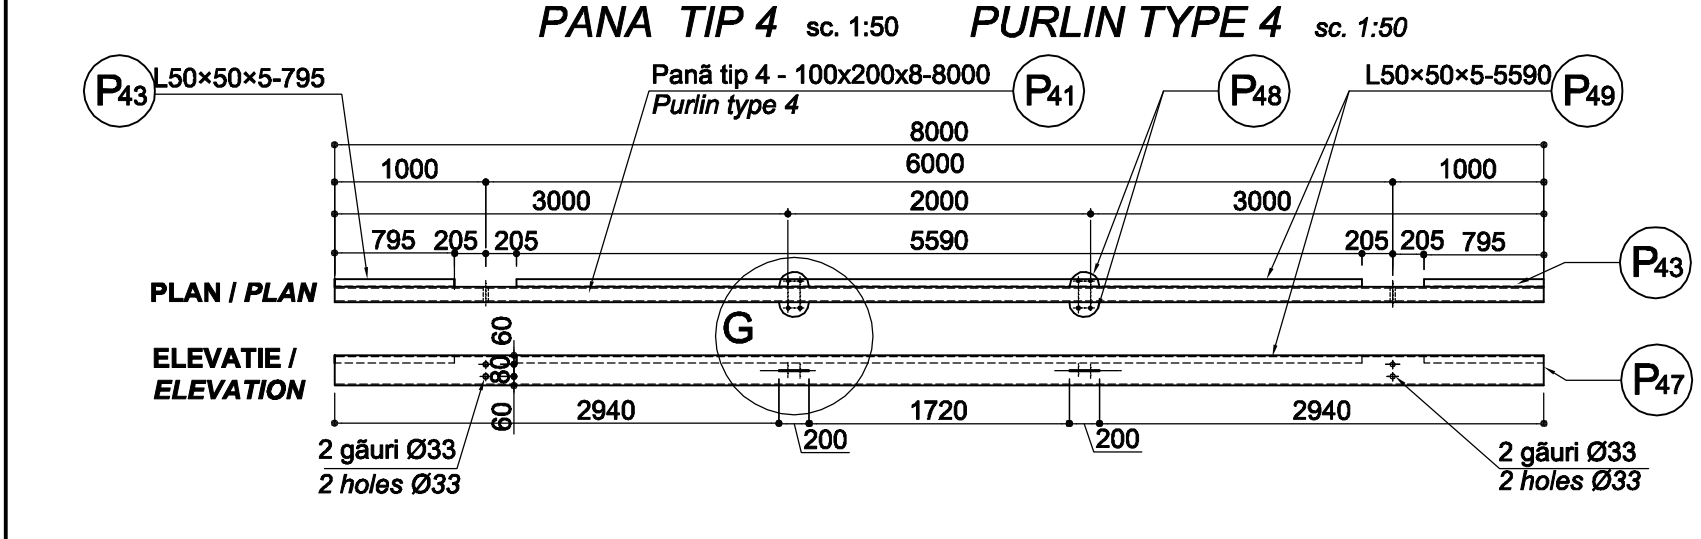 PANA TIP 4 sc. 1:50 PURLIN TYPE 4 sc. 1:50
P43 L50×50×5-795
Pană tip 4 - 100x200x8-8000 P41
Purlin type 4
P48
L50×50×5-5590 P49
8000
1000 6000 1000
3000 2000 3000
795 205 205 5590 205 205 795
P43
PLAN / PLAN
G
60
ELEVATIE /
ELEVATION
80
P47
60
2940 1720 2940
200 200
2 găuri Ø33
2 holes Ø33
2 găuri Ø33
2 holes Ø33